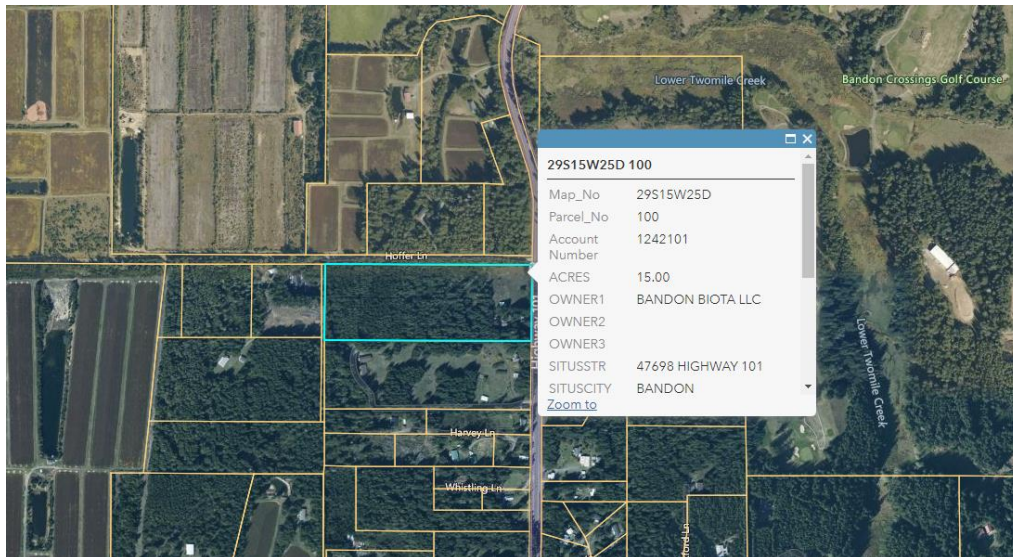 Lower Twomile Creek
Bandon Crossings Golf Course
29S15W25D 100
Map_No 29S15W25D
Parcel_No 100
Account Number 1242101
ACRES 15.00
OWNER1 BANDON BIOTA LLC
OWNER2
OWNER3
SITUSSTR 47698 HIGHWAY 101
SITUSCITY BANDON
Zoom to
Hoffer Ln
Highway 101
Lower Twomile Creek
Harvey Ln
Whistling Ln